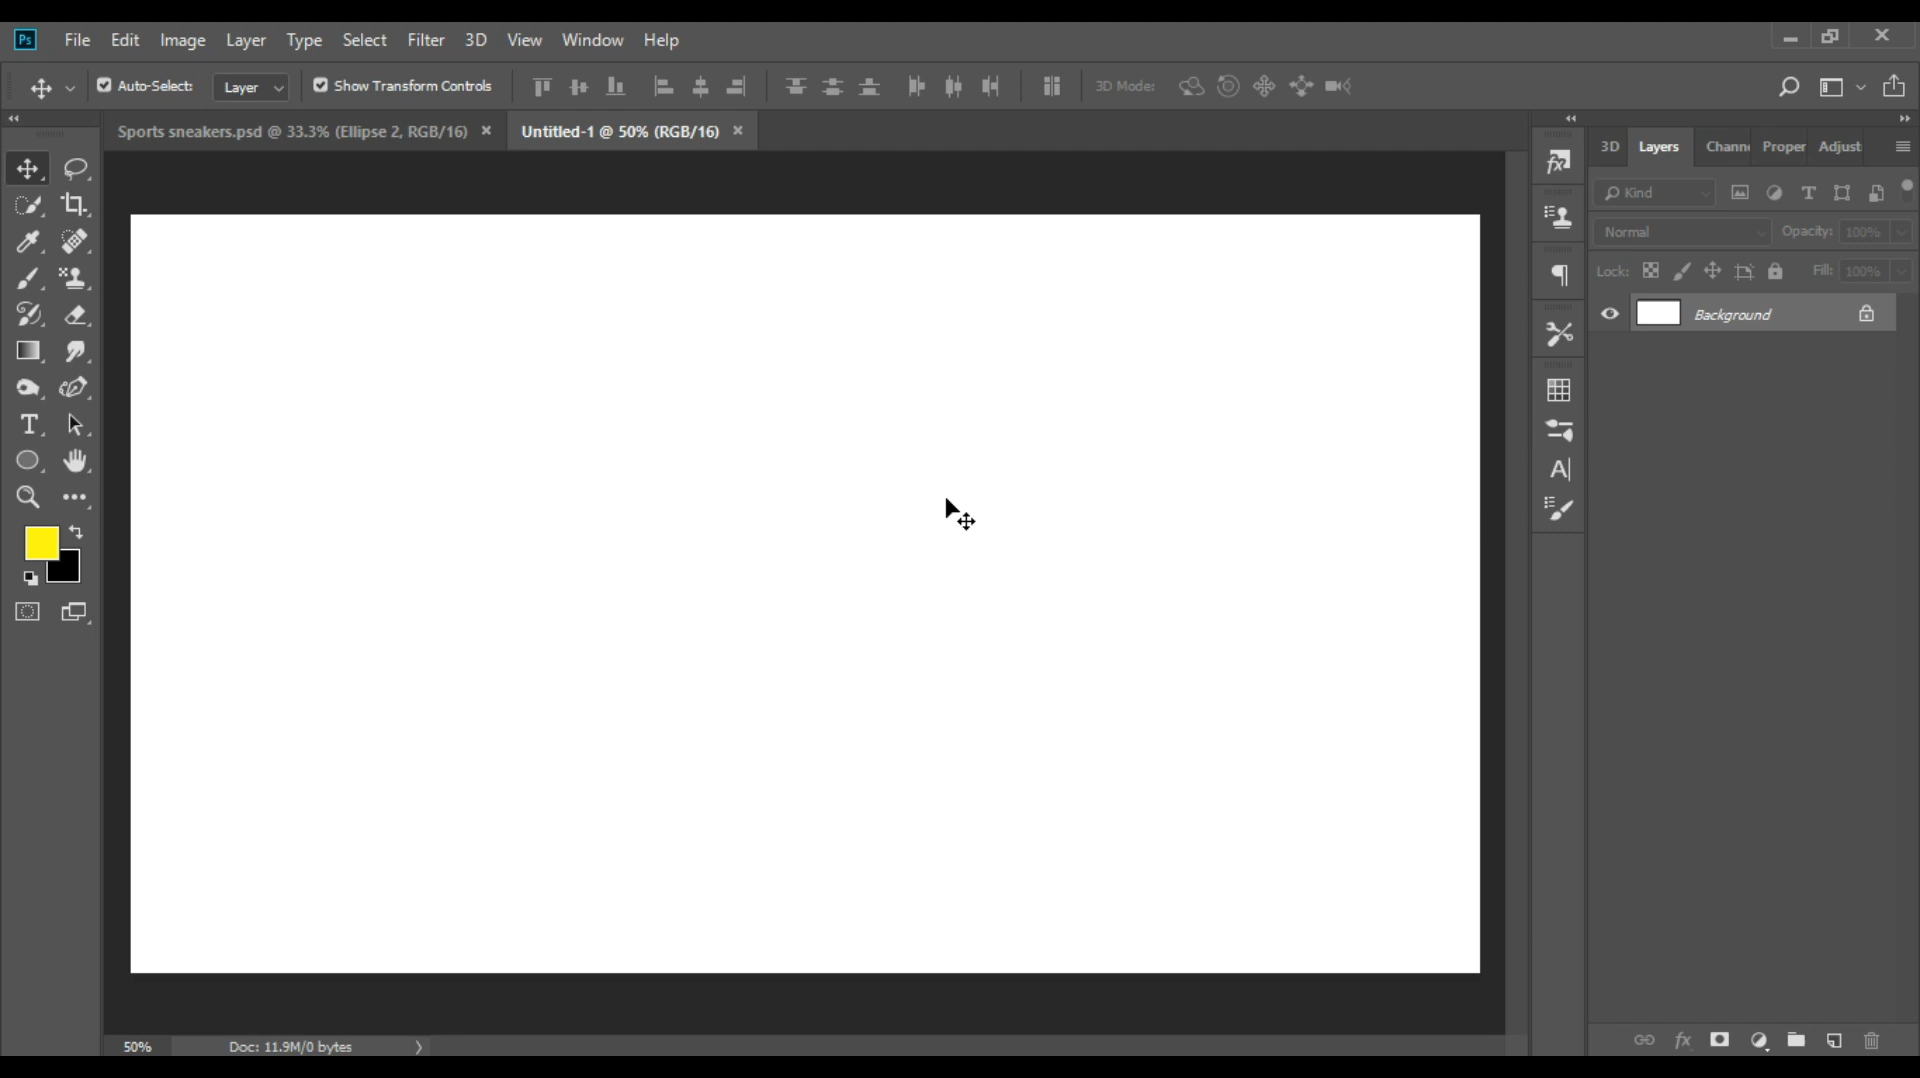 Ps File Edit Image Layer Type Select Filter 3D View Window Help
Auto-Select: Layer Show Transform Controls 3D Mode:
Sports sneakers.psd @ 33.3% (Ellipse 2, RGB/16) × Untitled-1 @ 50% (RGB/16) ×
3D Layers Channe Proper Adjust
Kind
Normal Opacity: 100%
Lock: Fill: 100%
Background
50% Doc: 11.9M/0 bytes